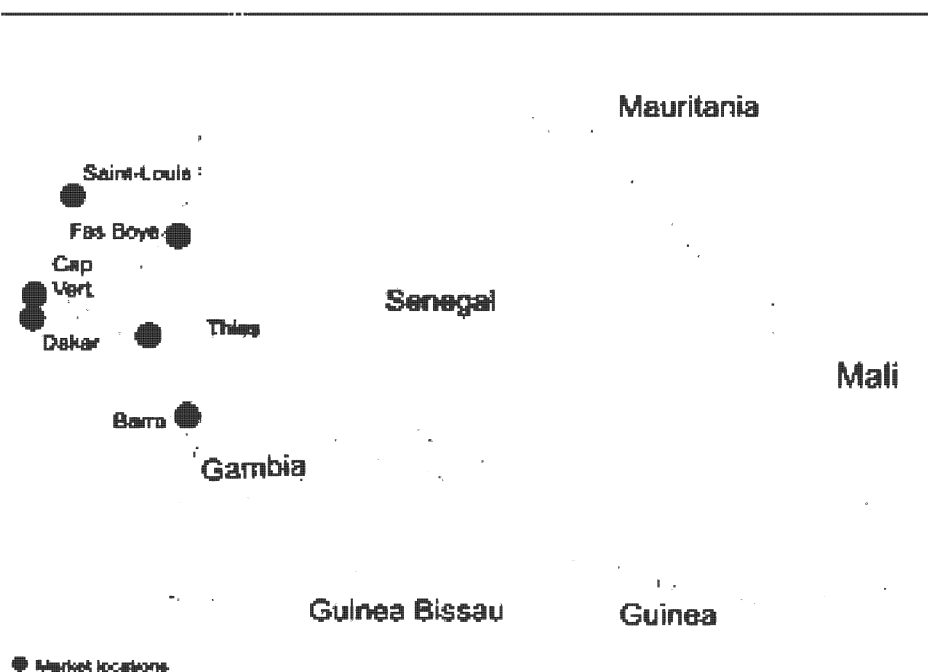 Mauritania
Saint-Louis
Fas Boye
Cap
Vert
Senegal
Thies
Dakar
Mali
Barra
Gambia
Guinea Bissau
Guinea
Market locations